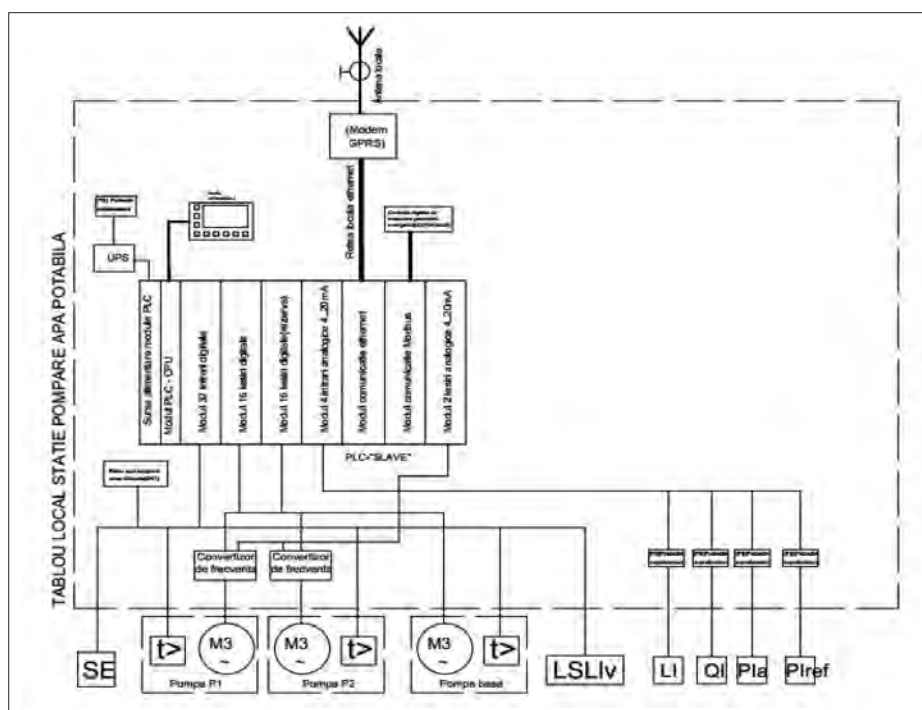 Antena locala
(Modem
GPRS)
Retea locala ethernet
UPS
TABLOU LOCAL STATIE POMPARE APA POTABILA
Sursa alimentare module PLC
Modul PLC - CPU
Modul 32 intrari digitale
Modul 16 iesiri digitale
Modul 16 iesiri digitale(rezerva)
Modul 4 intrari analogice 4..20mA
Modul comunicatie ethernet
Modul comunicatie Modbus
Modul 2 iesiri analogice 4..20mA
PLC-"SLAVE"
Convertizor
de frecventa
Convertizor
de frecventa
SE
t>
M3
~
M3
~
t>
M3
~
t>
LSLIv
LI
QI
PIa
PIref
Pompa P1
Pompa P2
Pompa basa